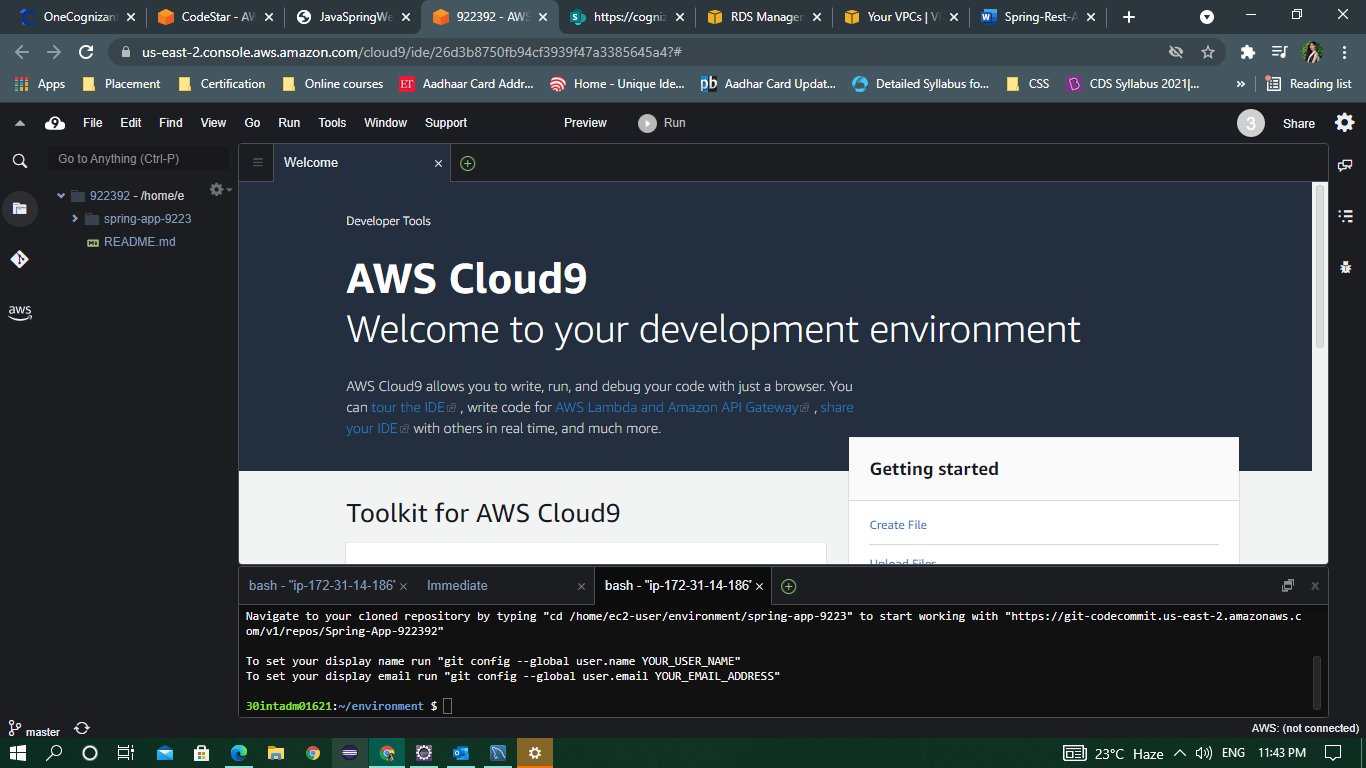 OneCognizan
CodeStar - AW
JavaSpringWe
922392 - AWS
https://cogniz
RDS Manager
Your VPCs | V
Spring-Rest-A
us-east-2.console.aws.amazon.com/cloud9/ide/26d3b8750fb94cf3939f47a3385645a4?#
Apps
Placement
Certification
Online courses
ET
Aadhaar Card Addr...
Home - Unique Ide...
pb
Aadhar Card Updat...
Detailed Syllabus fo...
CSS
CDS Syllabus 2021|...
»
Reading list
9 File Edit Find View Go Run Tools Window Support Preview Run 3 Share
Go to Anything (Ctrl-P)
Welcome
922392 - /home/e
spring-app-9223
README.md
aws
Developer Tools
AWS Cloud9
Welcome to your development environment
AWS Cloud9 allows you to write, run, and debug your code with just a browser. You
can tour the IDE , write code for AWS Lambda and Amazon API Gateway , share
your IDE with others in real time, and much more.
Getting started
Toolkit for AWS Cloud9
Create File
Upload Files
bash - "ip-172-31-14-186"
Immediate
bash - "ip-172-31-14-186"
Navigate to your cloned repository by typing "cd /home/ec2-user/environment/spring-app-9223" to start working with "https://git-codecommit.us-east-2.amazonaws.c
om/v1/repos/Spring-App-922392"
To set your display name run "git config --global user.name YOUR_USER_NAME"
To set your display email run "git config --global user.email YOUR_EMAIL_ADDRESS"
30intadm01621:~/environment $
master
AWS: (not connected)
23°C Haze ENG 11:43 PM